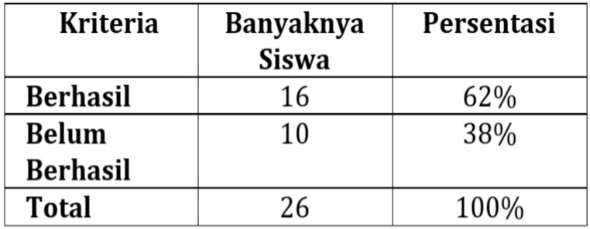 Kriteria Banyaknya Persentasi
Siswa
Berhasil 16 62%
Belum 10 38%
Berhasil
Total 26 100%